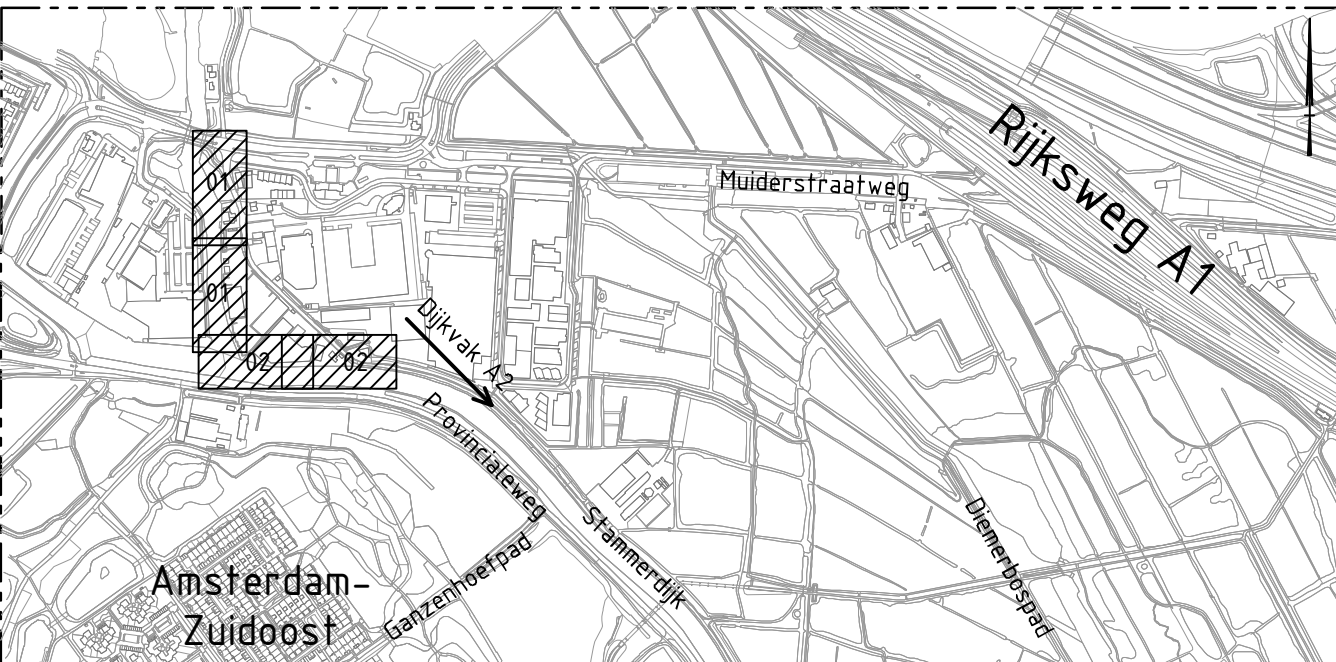 Rijksweg A1
01
Muiderstraatweg
01
Dijkvak A2
02
02
Provincialeweg
Stammerdijk
Diemerbospad
Ganzenhoefpad
Amsterdam-
Zuidoost